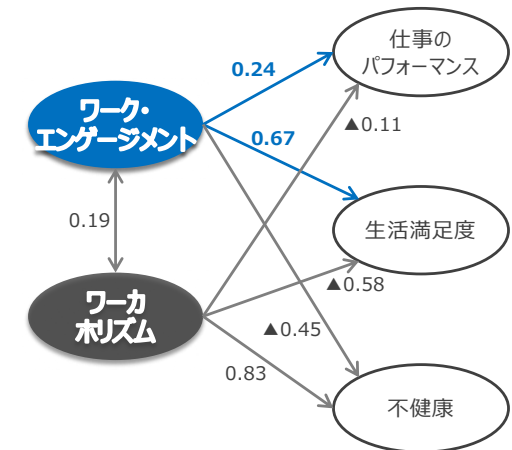 仕事の
パフォーマンス
0.24
ワーク・
エンゲージメント
▲0.11
0.67
0.19
生活満足度
▲0.58
ワーカ
ホリズム
▲0.45
0.83
不健康